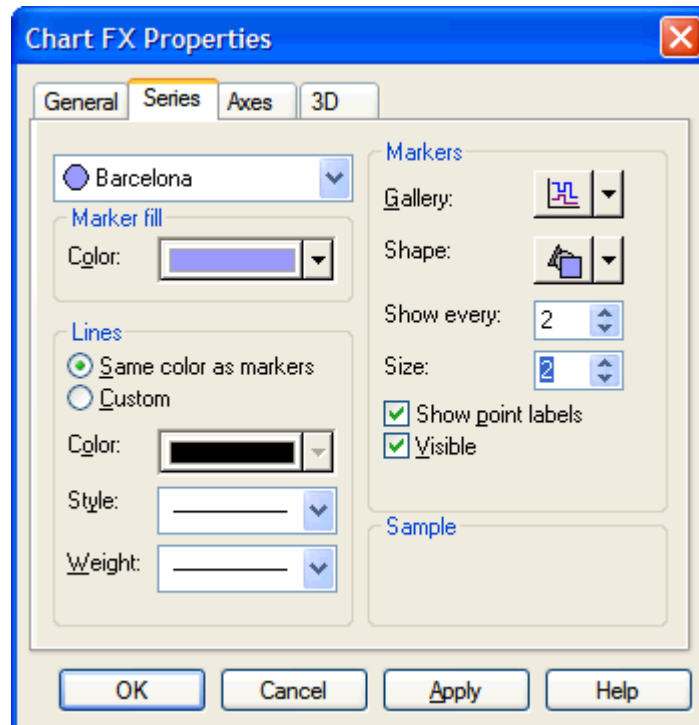 Chart FX Properties
General Series Axes 3D
Barcelona
Marker fill
Color:
Lines
Same color as markers
Custom
Color:
Style:
Weight:
Markers
Gallery:
Shape:
Show every: 2
Size: 2
Show point labels
Visible
Sample
OK Cancel Apply Help